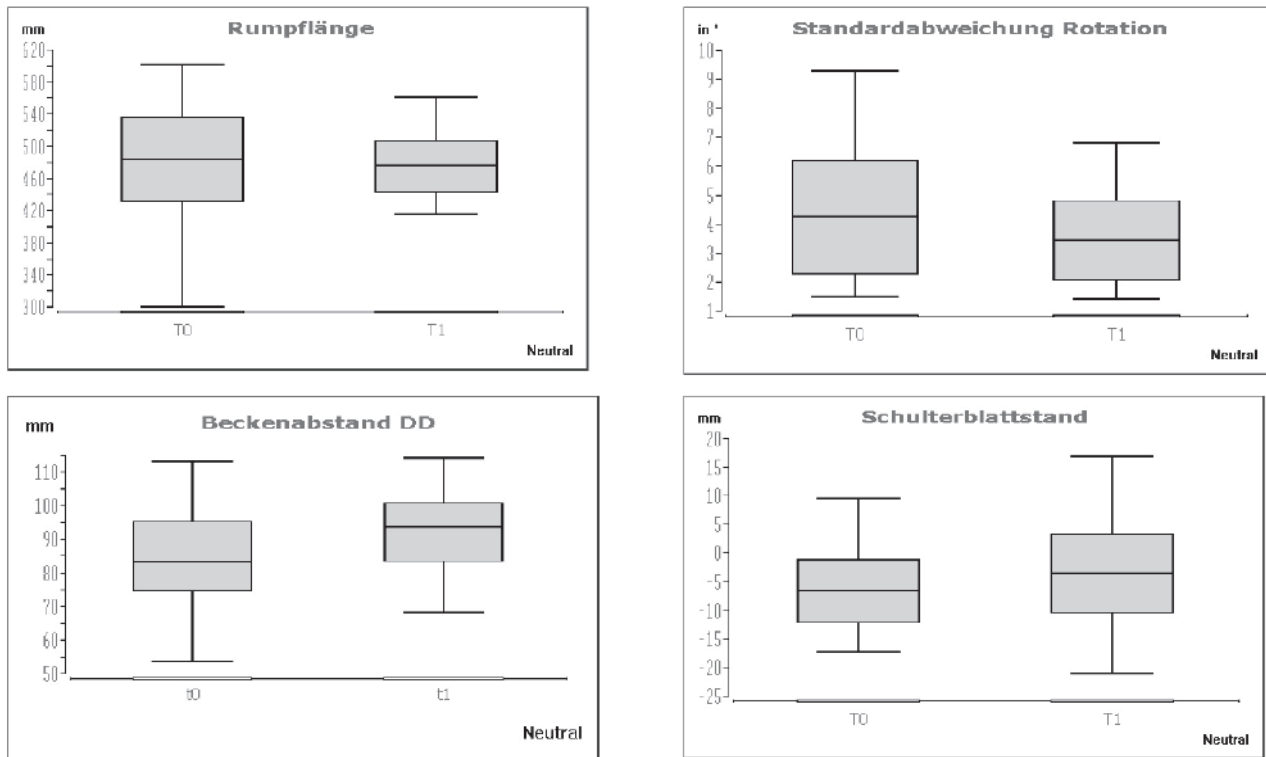 mm
Rumpflänge
620
580
540
500
460
420
380
340
300
T0 T1
Neutral
in °
Standardabweichung Rotation
10
9
8
7
6
5
4
3
2
1
T0 T1
Neutral
mm
Beckenabstand DD
110
100
90
80
70
60
50
t0 t1
Neutral
mm
Schulterblattstand
20
15
10
5
0
-5
-10
-15
-20
-25
T0 T1
Neutral